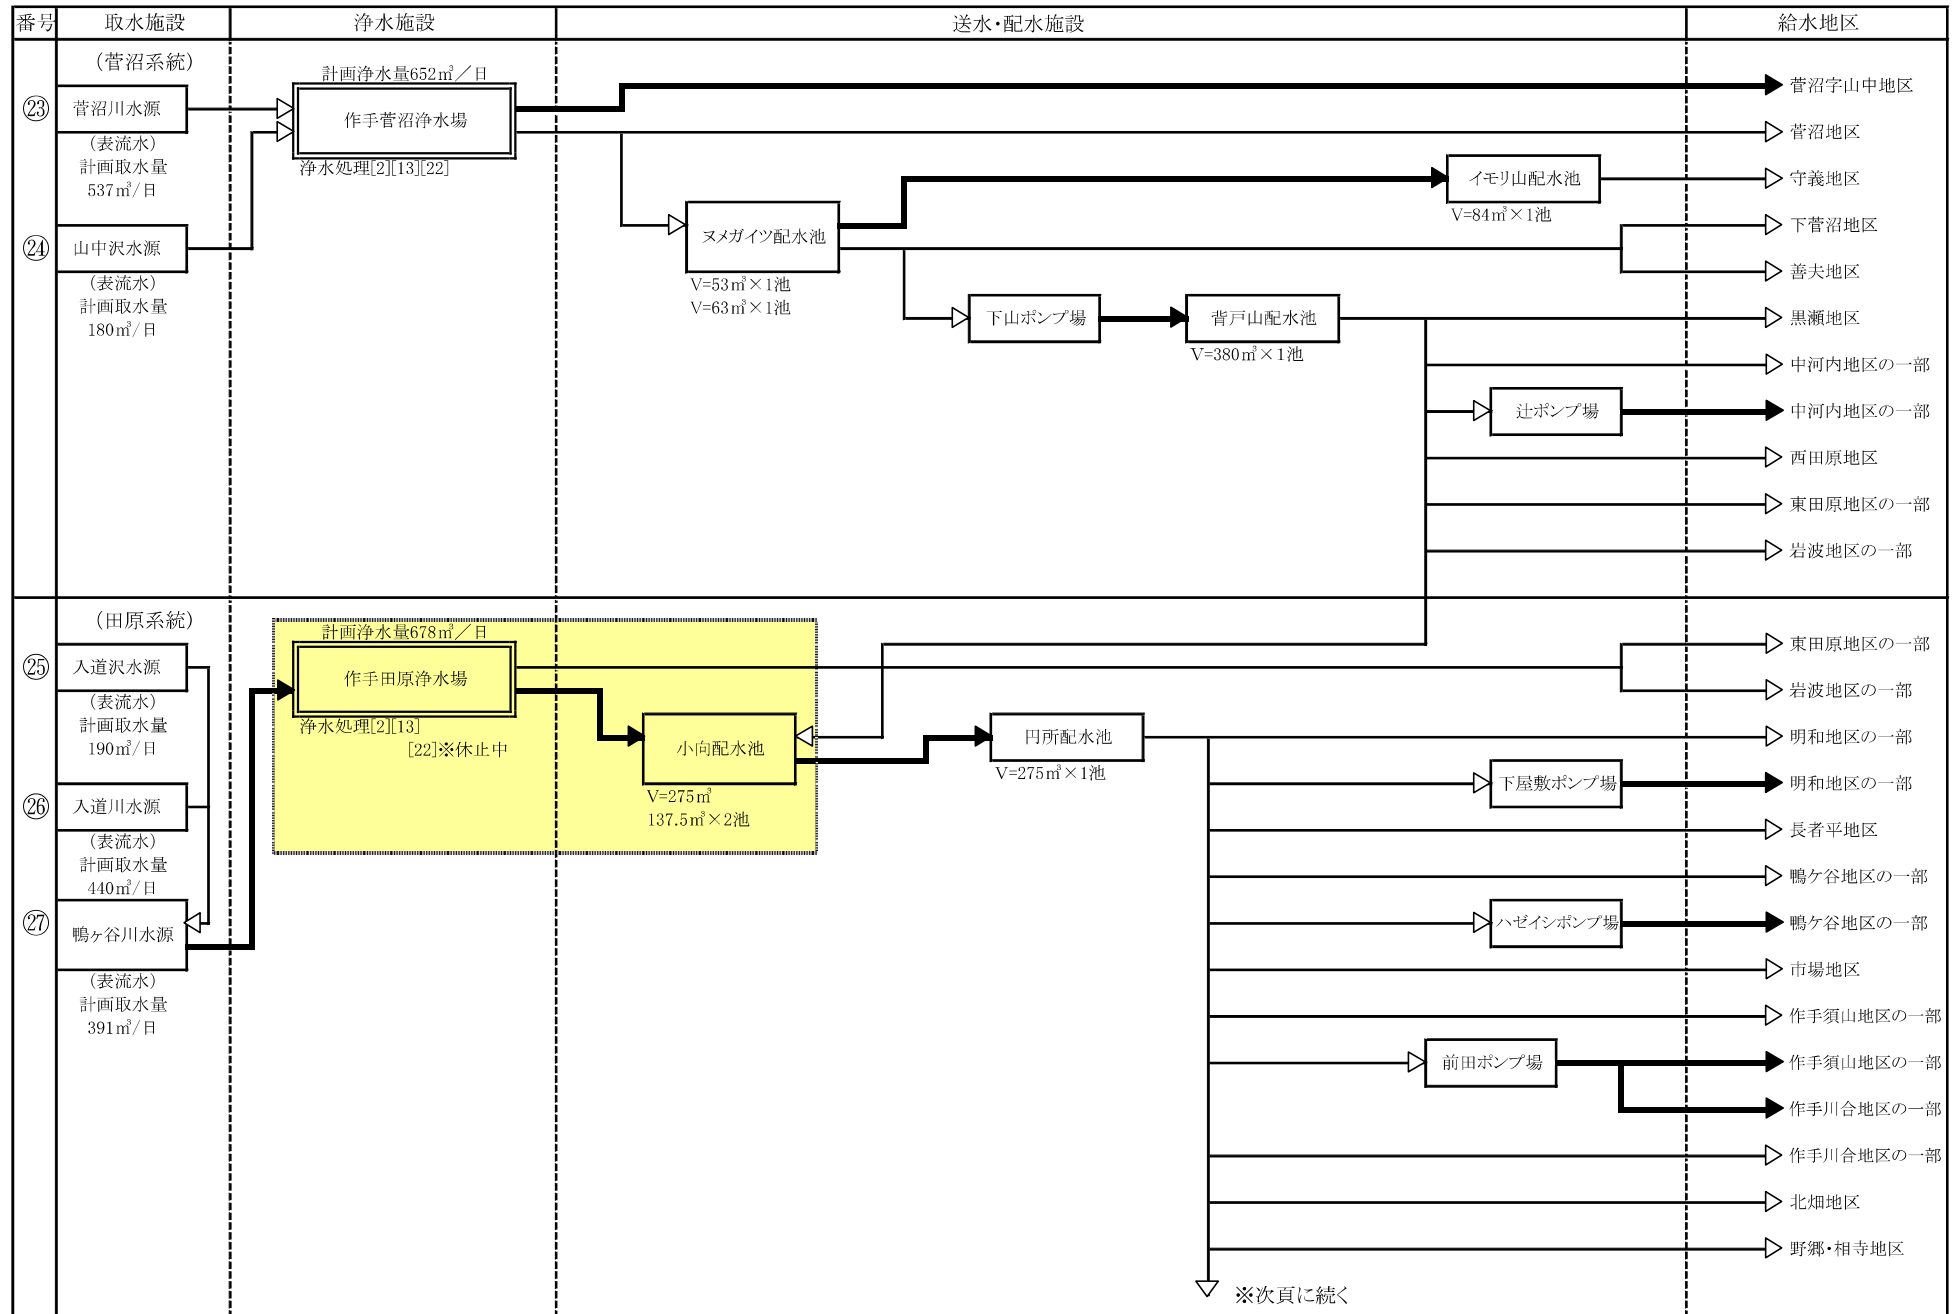 番号 取水施設 浄水施設 送水・配水施設 給水地区
（菅沼系統）
計画浄水量652㎥／日
㉓ 菅沼川水源
作手菅沼浄水場
菅沼字山中地区
（表流水）
計画取水量
537㎥/日
浄水処理[2][13][22]
菅沼地区
イモリ山配水池
守義地区
V=84㎥×1池
㉔ 山中沢水源
ヌメガイツ配水池
下菅沼地区
善夫地区
（表流水）
計画取水量
180㎥/日
V=53㎥×1池
V=63㎥×1池
下山ポンプ場
背戸山配水池
黒瀬地区
V=380㎥×1池
中河内地区の一部
辻ポンプ場
中河内地区の一部
西田原地区
東田原地区の一部
岩波地区の一部
（田原系統）
計画浄水量678㎥／日
㉕ 入道沢水源
作手田原浄水場
東田原地区の一部
岩波地区の一部
（表流水）
計画取水量
190㎥/日
浄水処理[2][13]
[22]※休止中
小向配水池
円所配水池
明和地区の一部
V=275㎥
137.5㎥×2池
V=275㎥×1池
下屋敷ポンプ場
明和地区の一部
㉖ 入道川水源
長者平地区
（表流水）
計画取水量
440㎥/日
鴨ケ谷地区の一部
㉗ 鴨ヶ谷川水源
ハゼイシポンプ場
鴨ケ谷地区の一部
市場地区
（表流水）
計画取水量
391㎥/日
作手須山地区の一部
前田ポンプ場
作手須山地区の一部
作手川合地区の一部
作手川合地区の一部
北畑地区
野郷・相寺地区
※次頁に続く